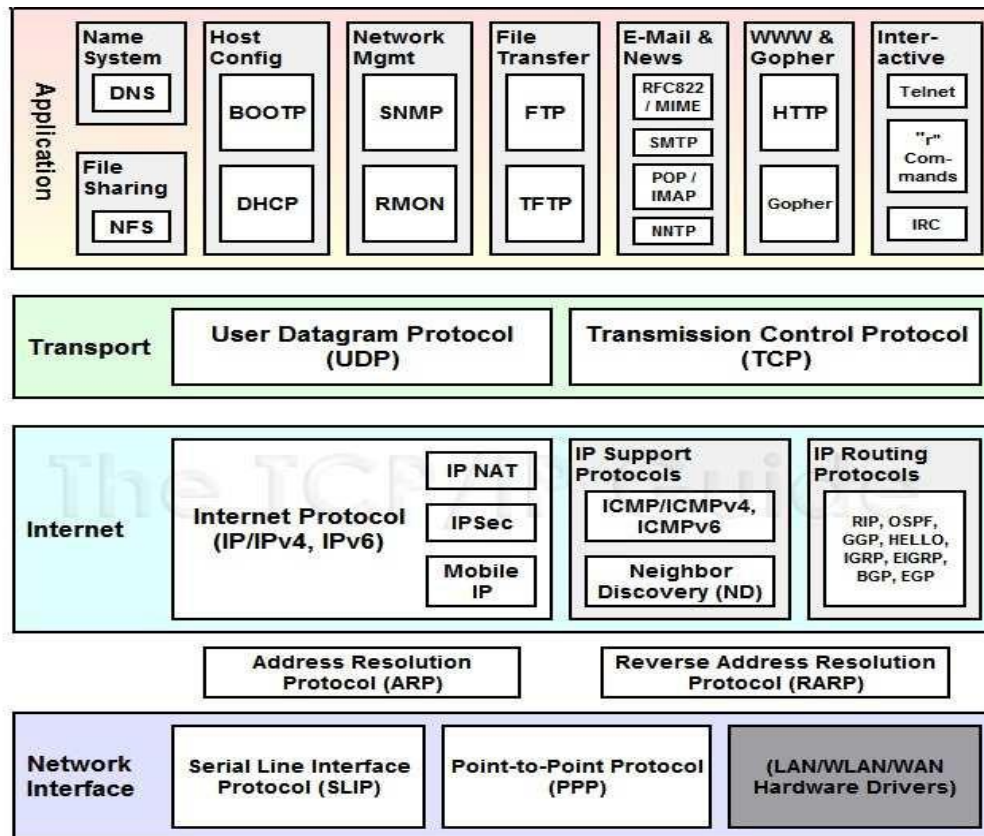 Application
Name
System
DNS
File
Sharing
NFS
Host
Config
BOOTP
DHCP
Network
Mgmt
SNMP
RMON
File
Transfer
FTP
TFTP
E-Mail &
News
RFC822
/ MIME
SMTP
POP /
IMAP
NNTP
WWW &
Gopher
HTTP
Gopher
Inter-
active
Telnet
"r"
Com-
mands
IRC
Transport
User Datagram Protocol
(UDP)
Transmission Control Protocol
(TCP)
The TCP/IP Guide
Internet
Internet Protocol
(IP/IPv4, IPv6)
IP NAT
IPSec
Mobile
IP
IP Support
Protocols
ICMP/ICMPv4,
ICMPv6
Neighbor
Discovery (ND)
IP Routing
Protocols
RIP, OSPF,
GGP, HELLO,
IGRP, EIGRP,
BGP, EGP
Address Resolution
Protocol (ARP)
Reverse Address Resolution
Protocol (RARP)
Network
Interface
Serial Line Interface
Protocol (SLIP)
Point-to-Point Protocol
(PPP)
(LAN/WLAN/WAN
Hardware Drivers)